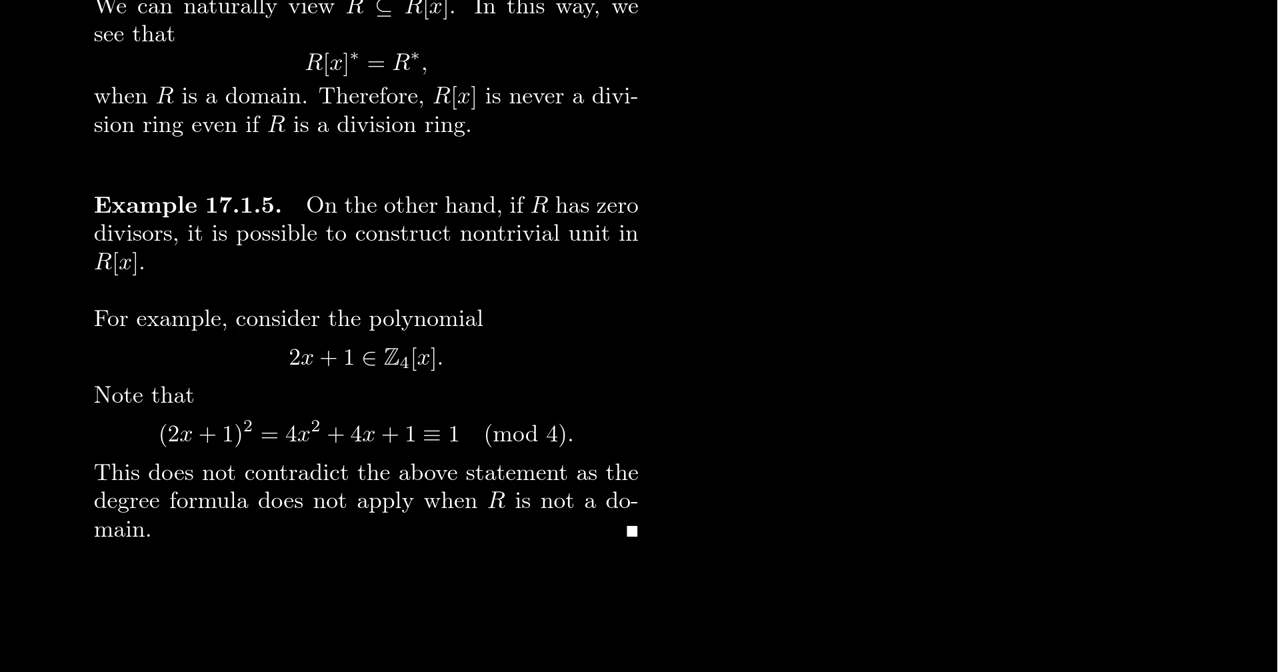 We can naturally view R ⊆ R[x]. In this way, we
see that
R[x]* = R*,
when R is a domain. Therefore, R[x] is never a divi-
sion ring even if R is a division ring.
Example 17.1.5. On the other hand, if R has zero
divisors, it is possible to construct nontrivial unit in
R[x].
For example, consider the polynomial
2x + 1 ∈ ℤ₄[x].
Note that
(2x + 1)² = 4x² + 4x + 1 ≡ 1 (mod 4).
This does not contradict the above statement as the
degree formula does not apply when R is not a do-
main. ■